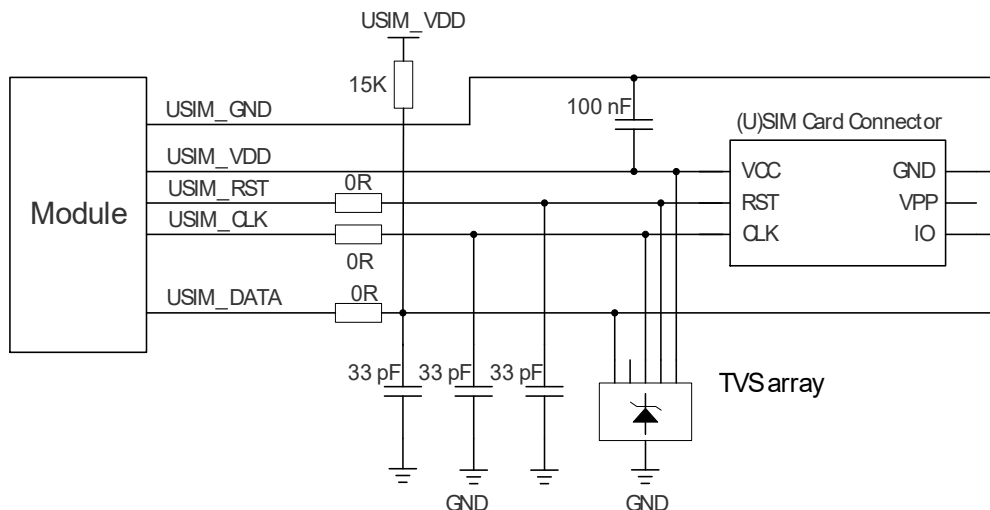 USIM_VDD
15K
USIM_GND
100 nF
(U)SIM Card Connector
USIM_VDD
VCC
GND
USIM_RST
0R
RST
VPP
Module
USIM_CLK
CLK
IO
0R
USIM_DATA
0R
33 pF
33 pF
33 pF
TVS array
GND
GND